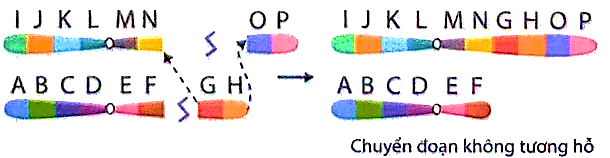 I J K L M N O P I J K L M N G H O P
A B C D E F G H A B C D E F
Chuyển đoạn không tương hỗ